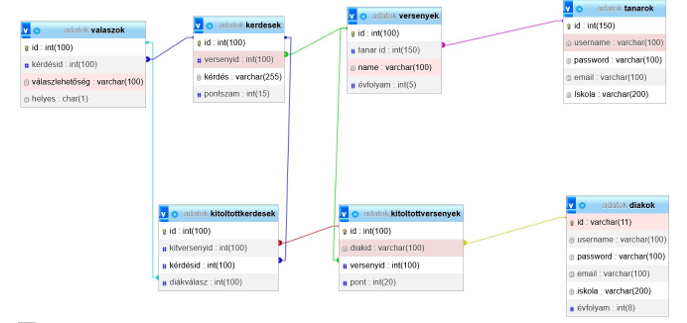 adatok valaszok
id : int(100)
kérdésid : int(100)
válaszlehetőség : varchar(100)
helyes : char(1)
adatok kerdesek
id : int(100)
versenyid : int(100)
kérdés : varchar(255)
pontszam : int(15)
adatok versenyek
id : int(100)
tanar id : int(150)
name : varchar(100)
évfolyam : int(5)
adatok tanarok
id : int(150)
username : varchar(100)
password : varchar(100)
email : varchar(100)
Iskola : varchar(200)
adatok kitoltottkerdesek
id : int(100)
kitversenyid : int(100)
kérdésid : int(100)
diákválasz : int(100)
adatok kitoltottversenyek
id : int(100)
diakid : varchar(100)
versenyid : int(100)
pont : int(20)
adatok diakok
id : varchar(11)
username : varchar(100)
password : varchar(100)
email : varchar(100)
iskola : varchar(200)
évfolyam : int(8)